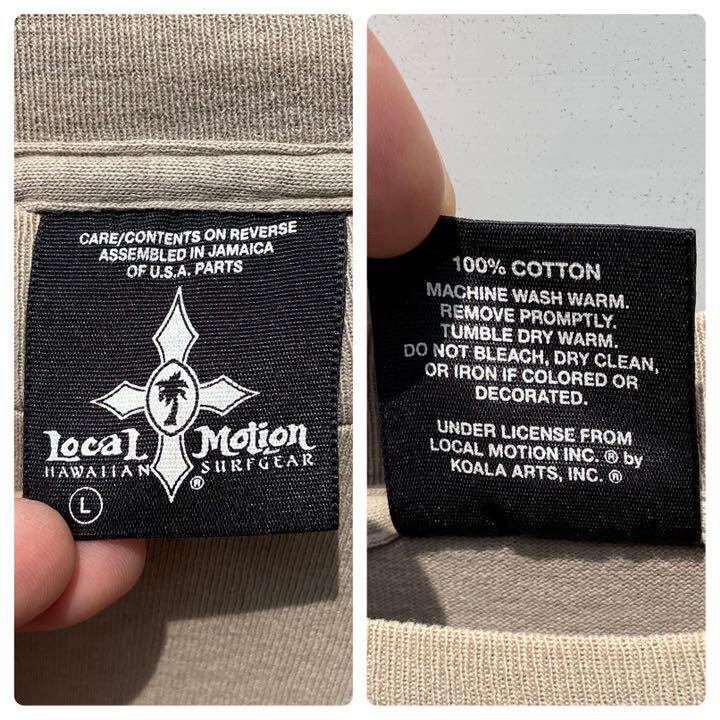 CARE/CONTENTS ON REVERSE
ASSEMBLED IN JAMAICA
OF U.S.A. PARTS
Local Motion
HAWAIIAN SURFGEAR
®
L
100% COTTON
MACHINE WASH WARM.
REMOVE PROMPTLY.
TUMBLE DRY WARM.
DO NOT BLEACH, DRY CLEAN,
OR IRON IF COLORED OR
DECORATED.
UNDER LICENSE FROM
LOCAL MOTION INC. ® by
KOALA ARTS, INC. ®